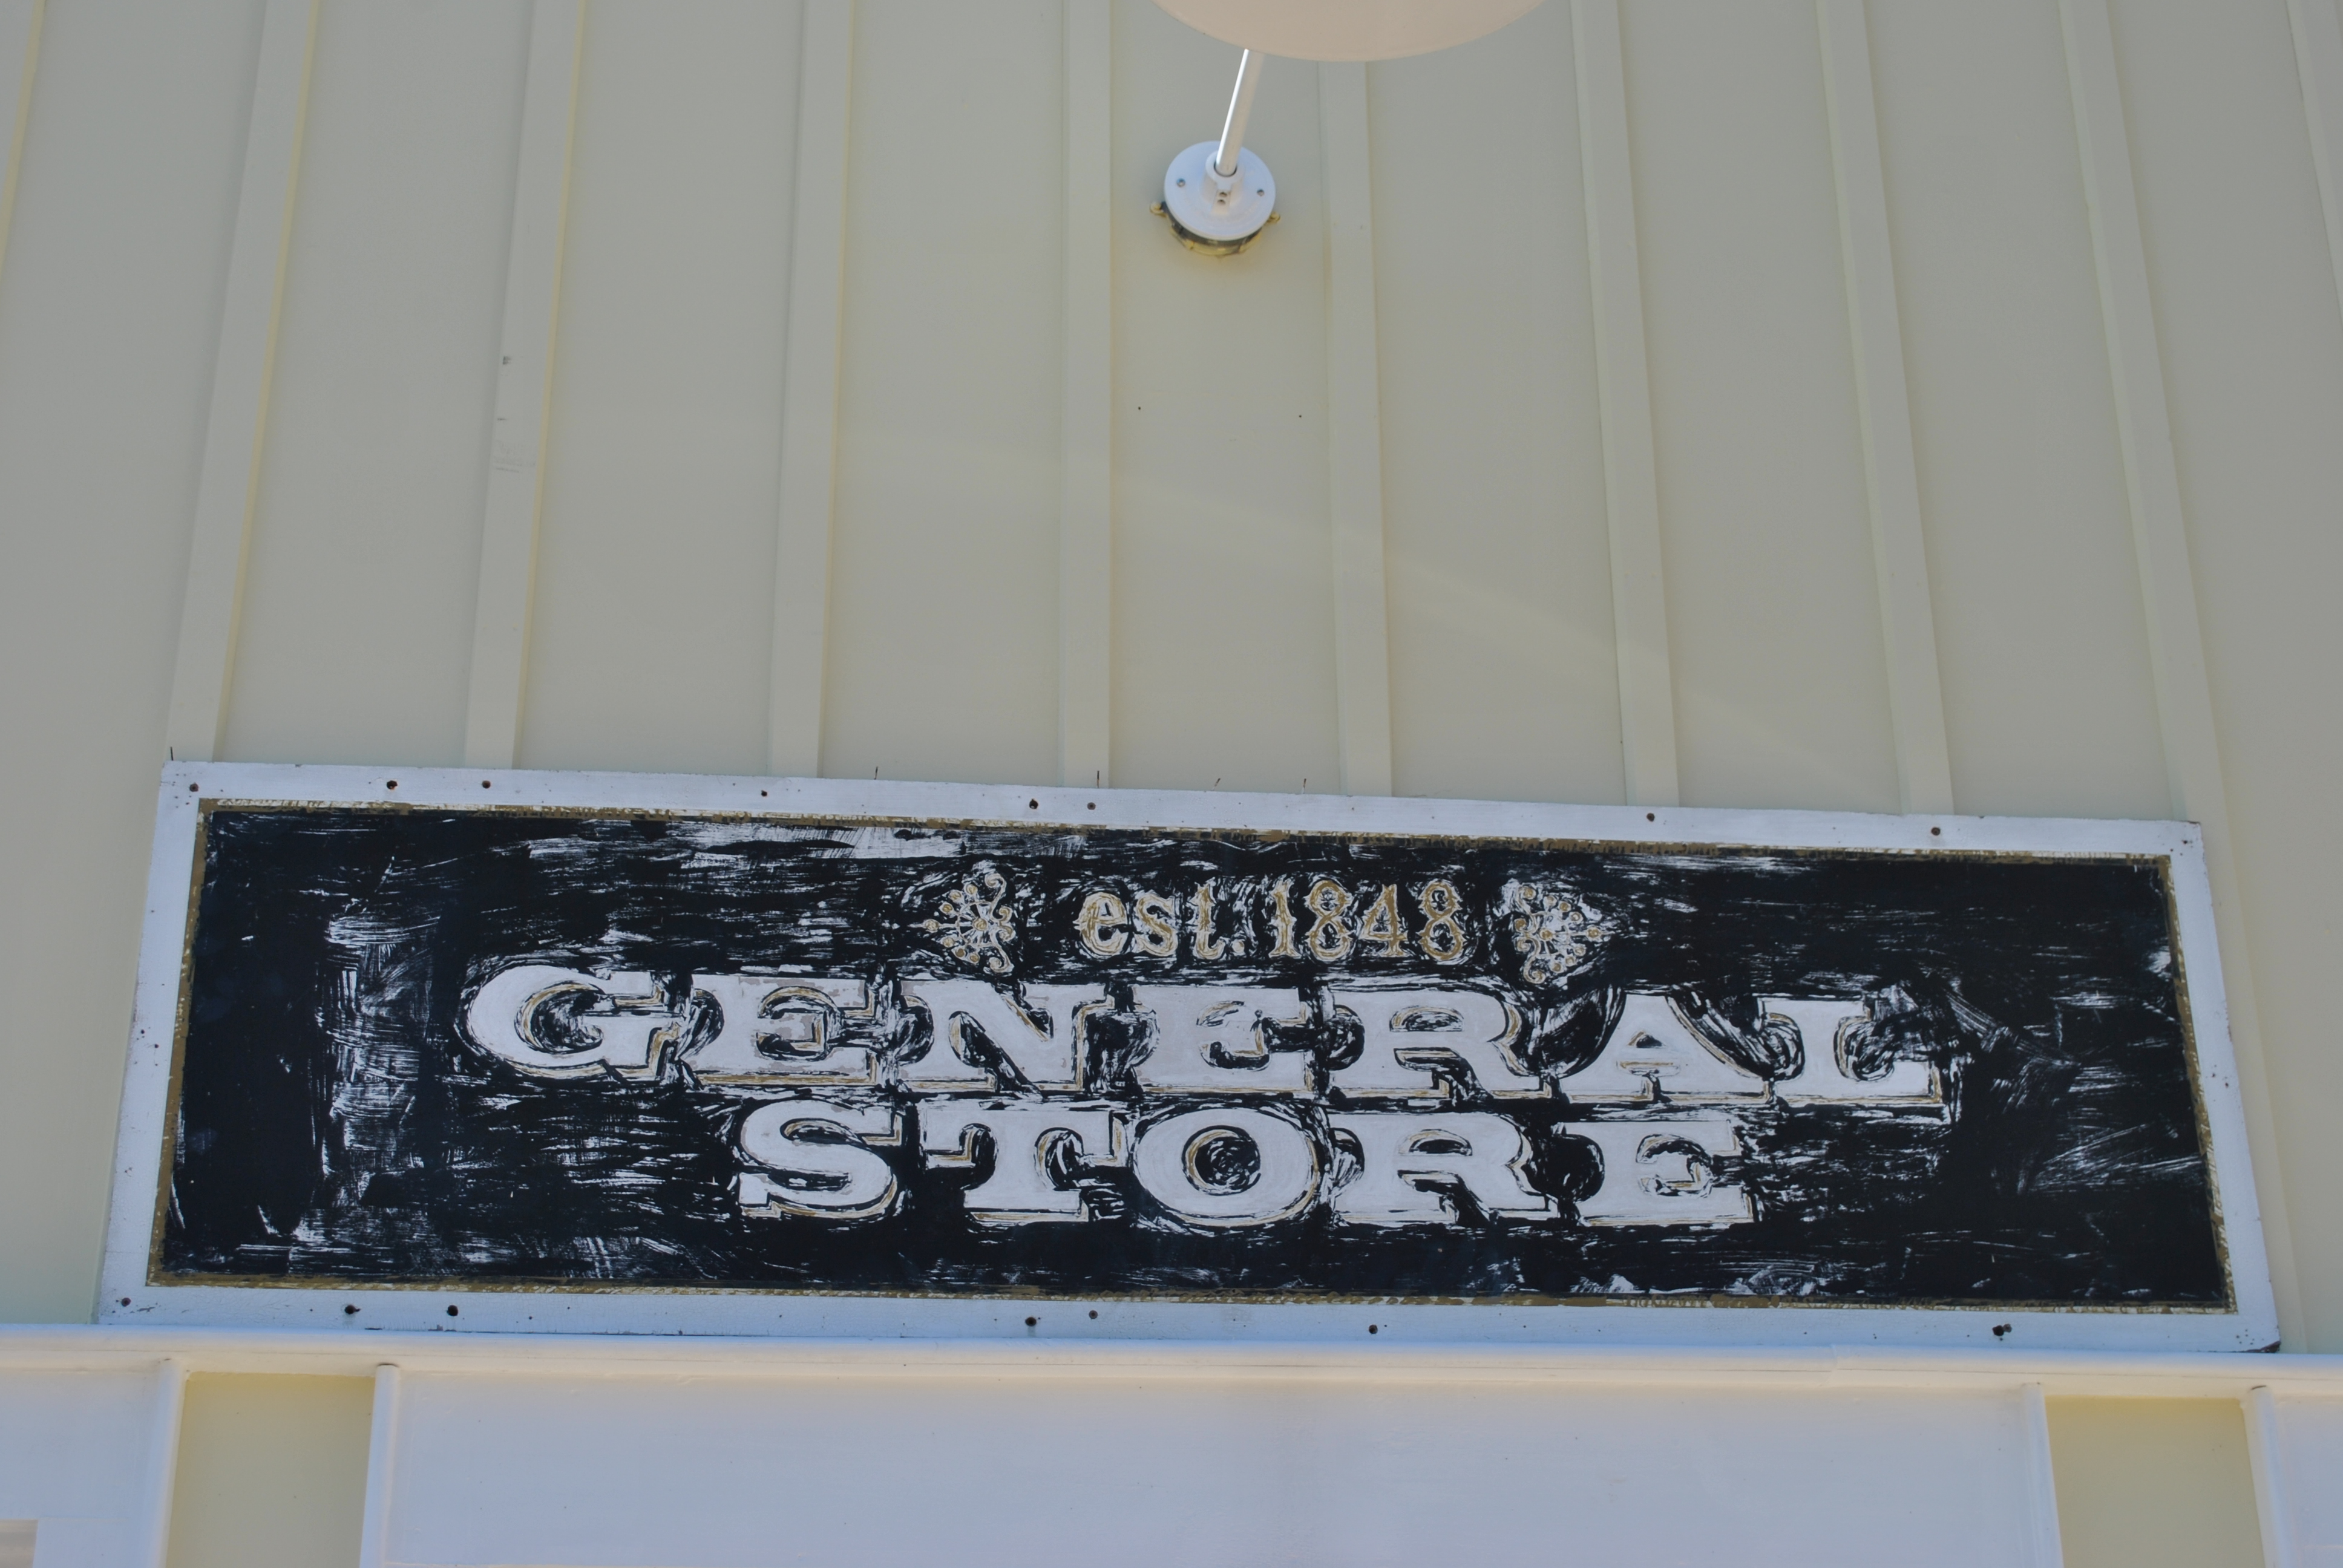 est. 1848
GENERAL
STORE